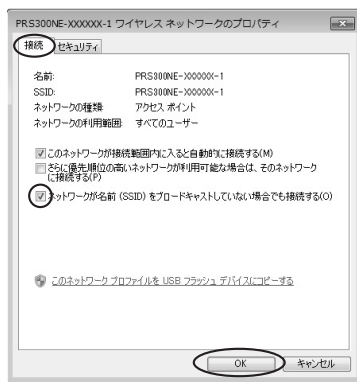 PRS300NE-XXXXXX-1 ワイヤレス ネットワークのプロパティ
接続 セキュリティ
名前: PRS300NE-XXXXXX-1
SSID: PRS300NE-XXXXXX-1
ネットワークの種類: アクセス ポイント
ネットワークの利用範囲: すべてのユーザー
このネットワークが接続範囲内に入ると自動的に接続する(M)
さらに優先順位の高いネットワークが利用可能な場合は、そのネットワーク
に接続する(P)
ネットワークが名前 (SSID) をブロードキャストしていない場合でも接続する(O)
このネットワーク プロファイルを USB フラッシュ デバイスにコピーする
OK キャンセル